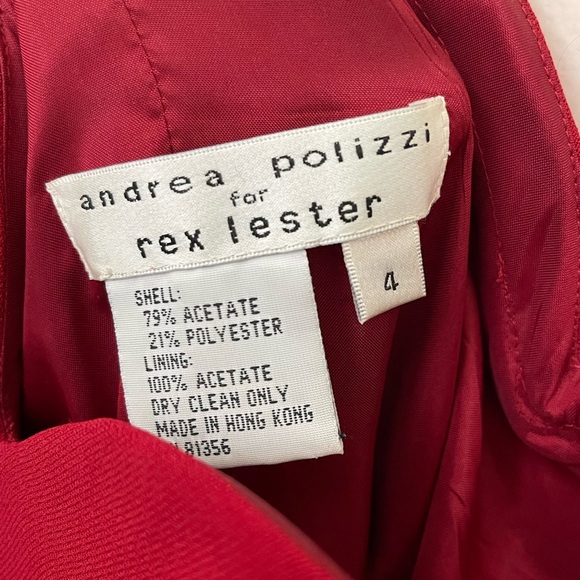 andrea polizzi
for
rex lester
4
SHELL:
79% ACETATE
21% POLYESTER
LINING:
100% ACETATE
DRY CLEAN ONLY
MADE IN HONG KONG
81356